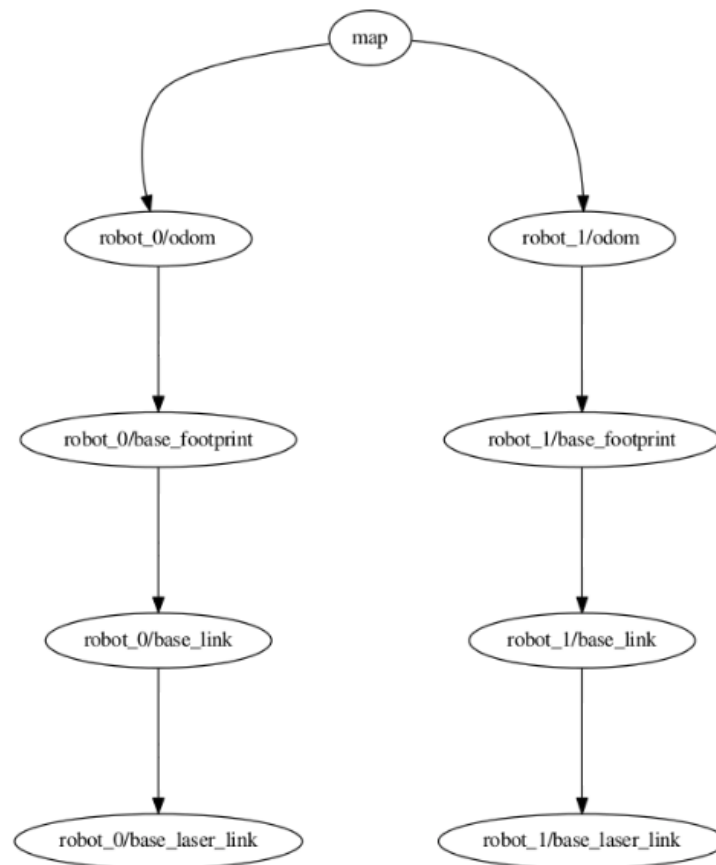 map
robot_0/odom
robot_1/odom
robot_0/base_footprint
robot_1/base_footprint
robot_0/base_link
robot_1/base_link
robot_0/base_laser_link
robot_1/base_laser_link